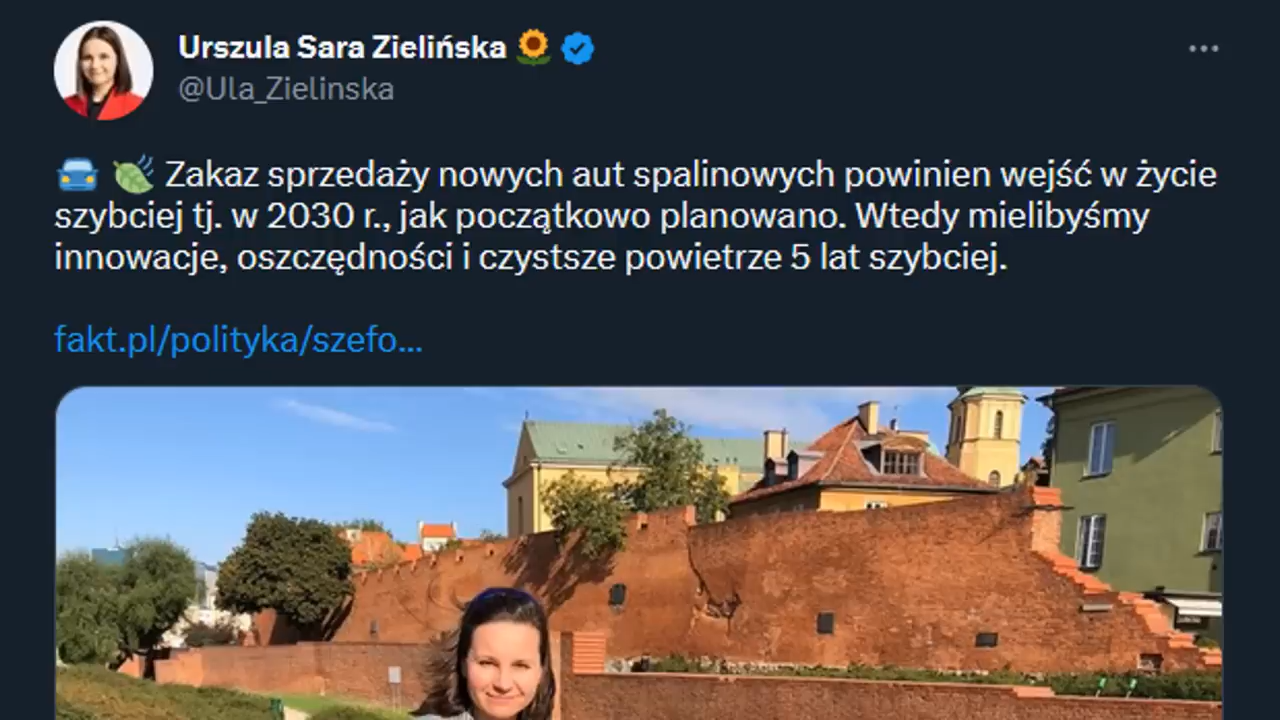 Urszula Sara Zielińska 🌻
@Ula_Zielinska
🚘 🍃 Zakaz sprzedaży nowych aut spalinowych powinien wejść w życie
szybciej tj. w 2030 r., jak początkowo planowano. Wtedy mielibyśmy
innowacje, oszczędności i czystsze powietrze 5 lat szybciej.
fakt.pl/polityka/szefo...